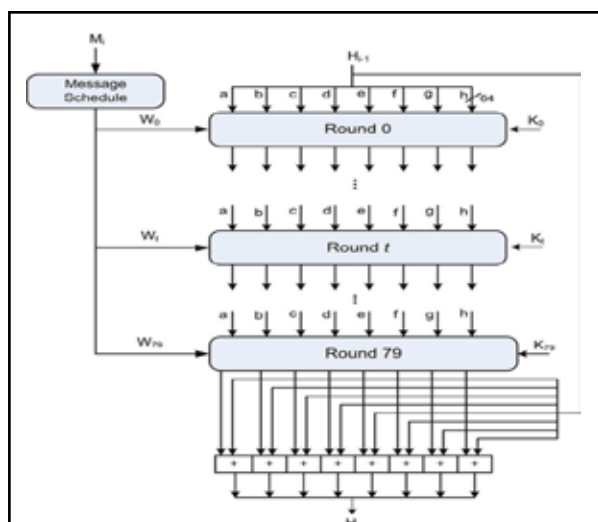 Mᵢ
Hᵢ₋₁
Message
Schedule
a b c d e f g h 64
W₀
Round 0
K₀
a b c d e f g h
Wₜ
Round t
Kₜ
a b c d e f g h
W₇₉
Round 79
K₇₉
+ + + + + + + +